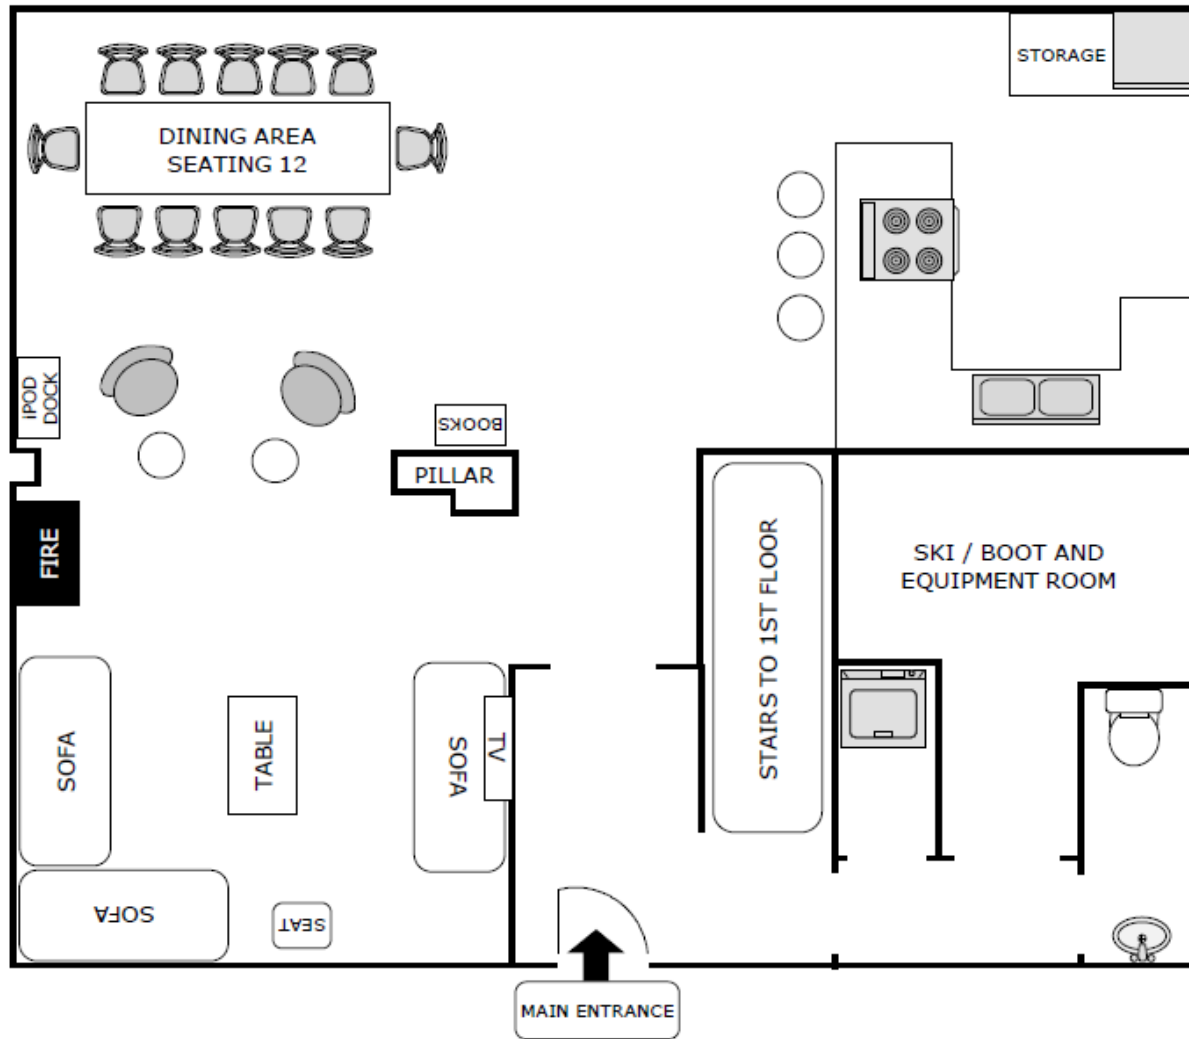 STORAGE
DINING AREA
SEATING 12
iPOD
DOCK
BOOKS
PILLAR
FIRE
STAIRS TO 1ST FLOOR
SKI / BOOT AND
EQUIPMENT ROOM
SOFA
TABLE
SOFA
TV
SOFA
SEAT
MAIN ENTRANCE